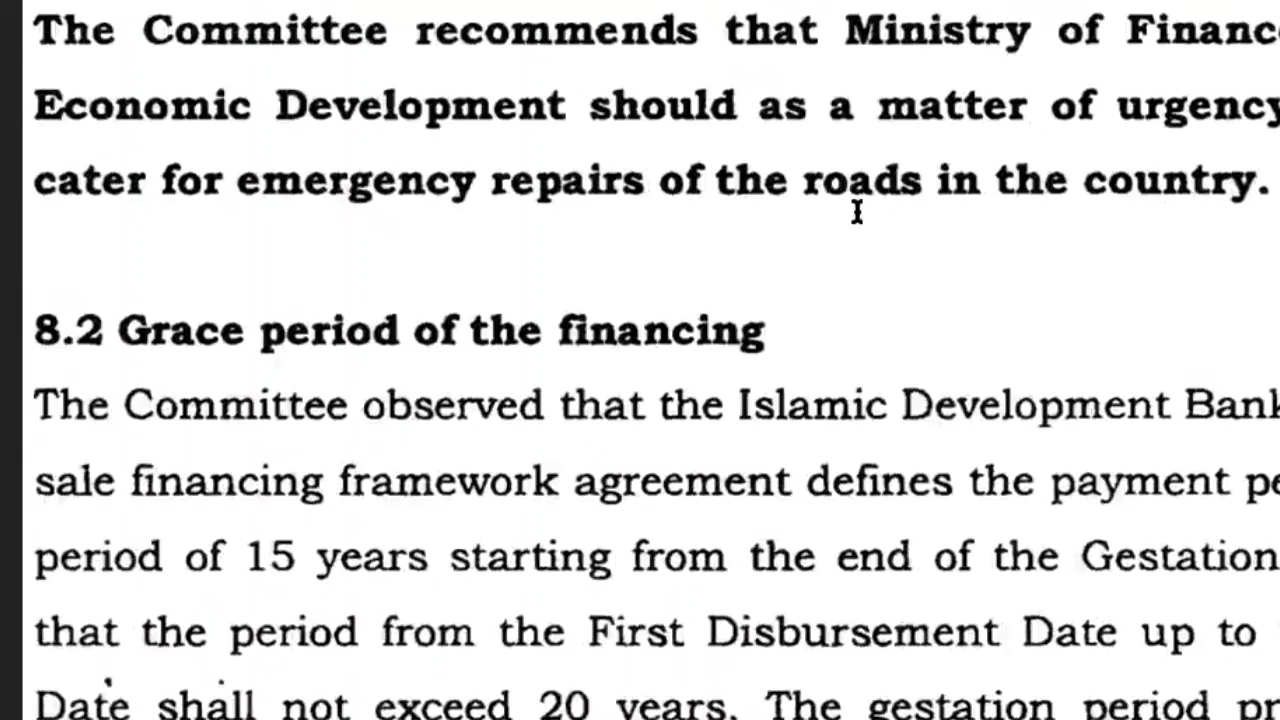 The Committee recommends that Ministry of Financ
Economic Development should as a matter of urgency
cater for emergency repairs of the roads in the country.
8.2 Grace period of the financing
The Committee observed that the Islamic Development Bank
sale financing framework agreement defines the payment pe
period of 15 years starting from the end of the Gestation
that the period from the First Disbursement Date up to
Date shall not exceed 20 years. The gestation period pr